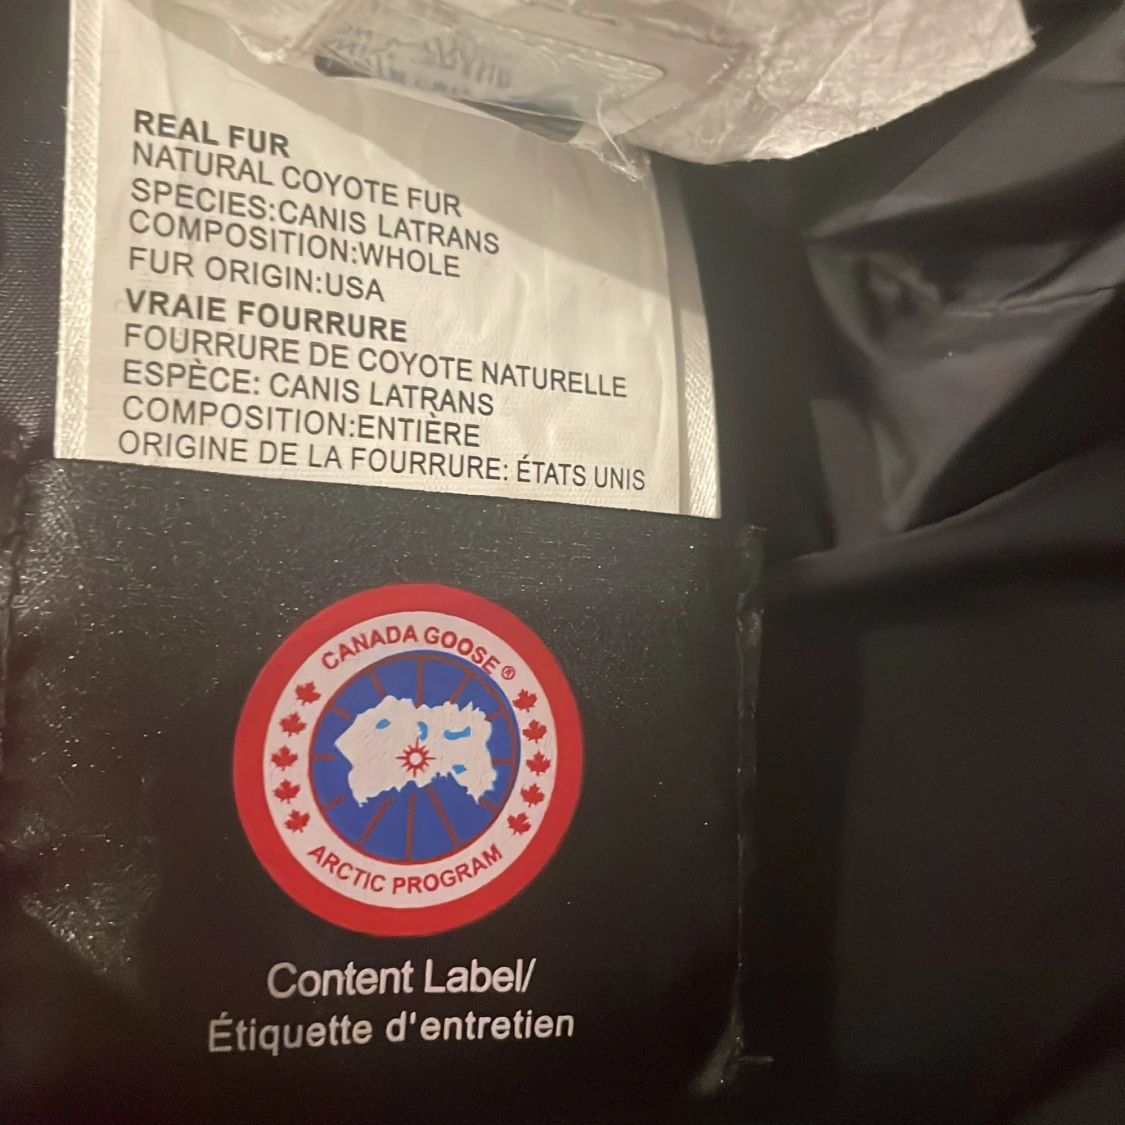 REAL FUR
NATURAL COYOTE FUR
SPECIES:CANIS LATRANS
COMPOSITION:WHOLE
FUR ORIGIN:USA
VRAIE FOURRURE
FOURRURE DE COYOTE NATURELLE
ESPÈCE: CANIS LATRANS
COMPOSITION:ENTIÈRE
ORIGINE DE LA FOURRURE: ÉTATS UNIS
CANADA GOOSE®
ARCTIC PROGRAM
Content Label/
Étiquette d'entretien